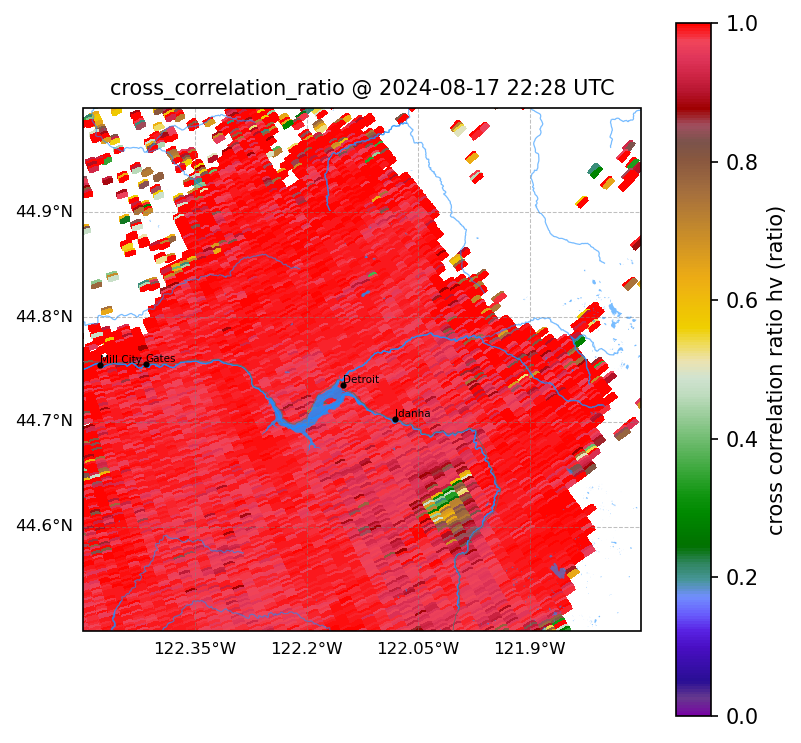 cross_correlation_ratio @ 2024-08-17 22:28 UTC
1.0
44.9°N
0.8
44.8°N
0.6
Mill City Gates
Detroit
Idanha
44.7°N
0.4
44.6°N
0.2
122.35°W 122.2°W 122.05°W 121.9°W
0.0
cross correlation ratio hv (ratio)